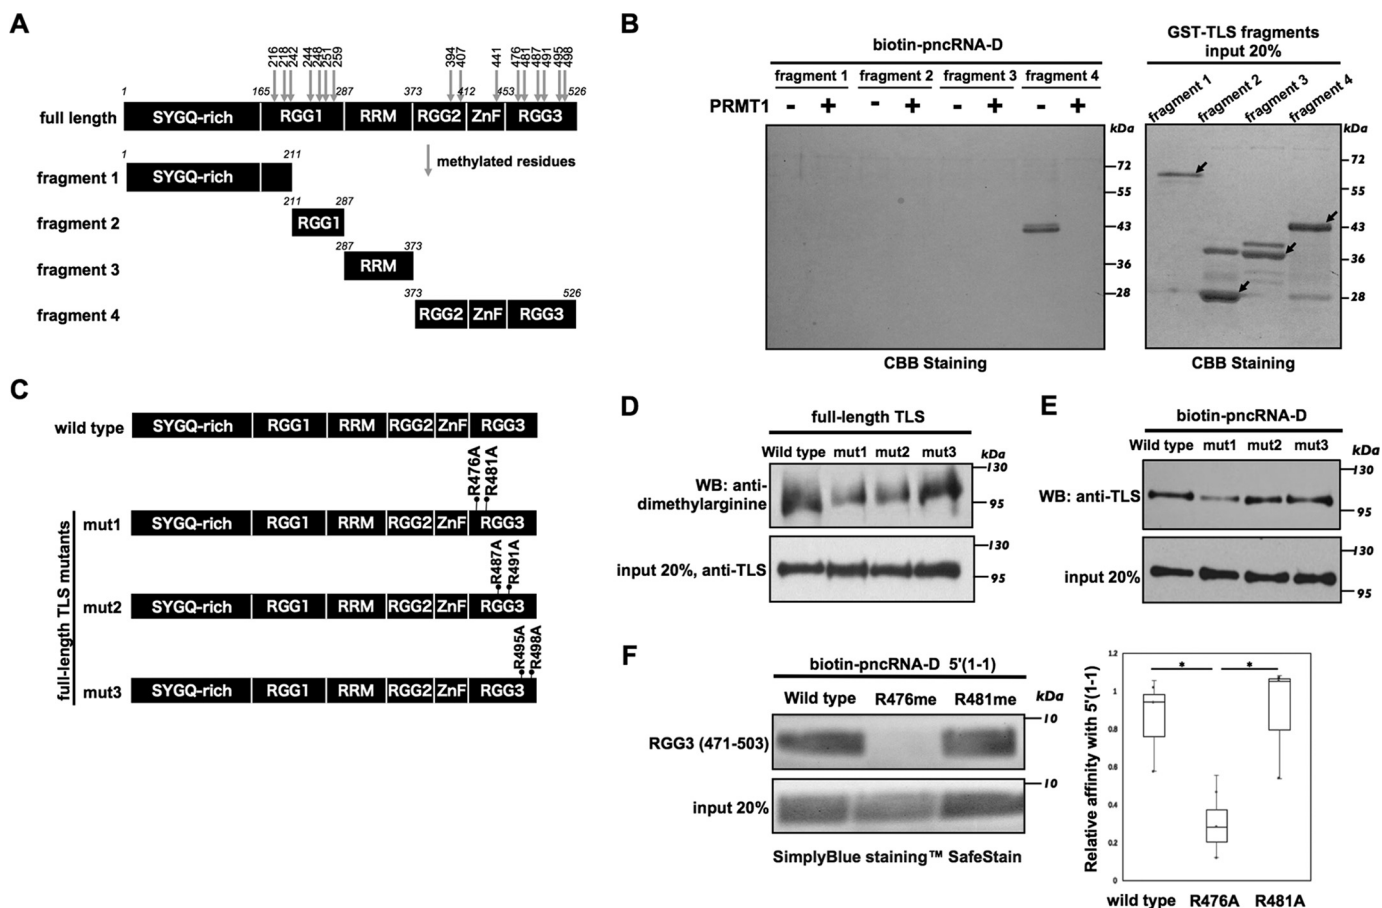 A
216 218 242 244 248 251 259 394 407 441 476 481 487 491 495 498
1 165 287 373 412 453 526
full length SYGQ-rich RGG1 RRM RGG2 ZnF RGG3
methylated residues
1 211
fragment 1 SYGQ-rich
211 287
fragment 2 RGG1
287 373
fragment 3 RRM
373 526
fragment 4 RGG2 ZnF RGG3
B
biotin-pncRNA-D
fragment 1 fragment 2 fragment 3 fragment 4
PRMT1 - + - + - + - +
kDa
72
55
43
36
28
CBB Staining
GST-TLS fragments
input 20%
fragment 1 fragment 2 fragment 3 fragment 4
kDa
72
55
43
36
28
CBB Staining
C
wild type SYGQ-rich RGG1 RRM RGG2 ZnF RGG3
full-length TLS mutants
R476A R481A
mut1 SYGQ-rich RGG1 RRM RGG2 ZnF RGG3
R487A R491A
mut2 SYGQ-rich RGG1 RRM RGG2 ZnF RGG3
R495A R498A
mut3 SYGQ-rich RGG1 RRM RGG2 ZnF RGG3
D
full-length TLS
Wild type mut1 mut2 mut3 kDa
130
WB: anti-
dimethylarginine
95
130
input 20%, anti-TLS
95
E
biotin-pncRNA-D
Wild type mut1 mut2 mut3 kDa
130
WB: anti-TLS
95
130
input 20%
95
F
biotin-pncRNA-D 5'(1-1)
Wild type R476me R481me kDa
10
RGG3 (471-503)
10
input 20%
SimplyBlue staining™ SafeStain
Relative affinity with 5'(1-1)
1.2
1
0.8
0.6
0.4
0.2
0
* *
wild type R476A R481A